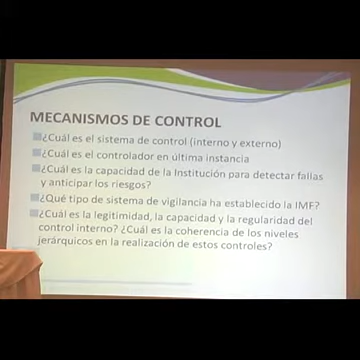 MECANISMOS DE CONTROL
¿Cuál es el sistema de control (interno y externo)
¿Cuál es el controlador en última instancia
¿Cuál es la capacidad de la Institución para detectar fallas
y anticipar los riesgos?
¿Qué tipo de sistema de vigilancia ha establecido la IMF?
¿Cuál es la legitimidad, la capacidad y la regularidad del
control interno? ¿Cuál es la coherencia de los niveles
jerárquicos en la realización de estos controles?